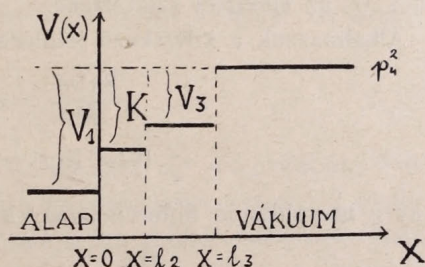 V(x)
V₁ K V₃ p₄²
ALAP VÁKUUM
X=0 X=ℓ₂ X=ℓ₃ X